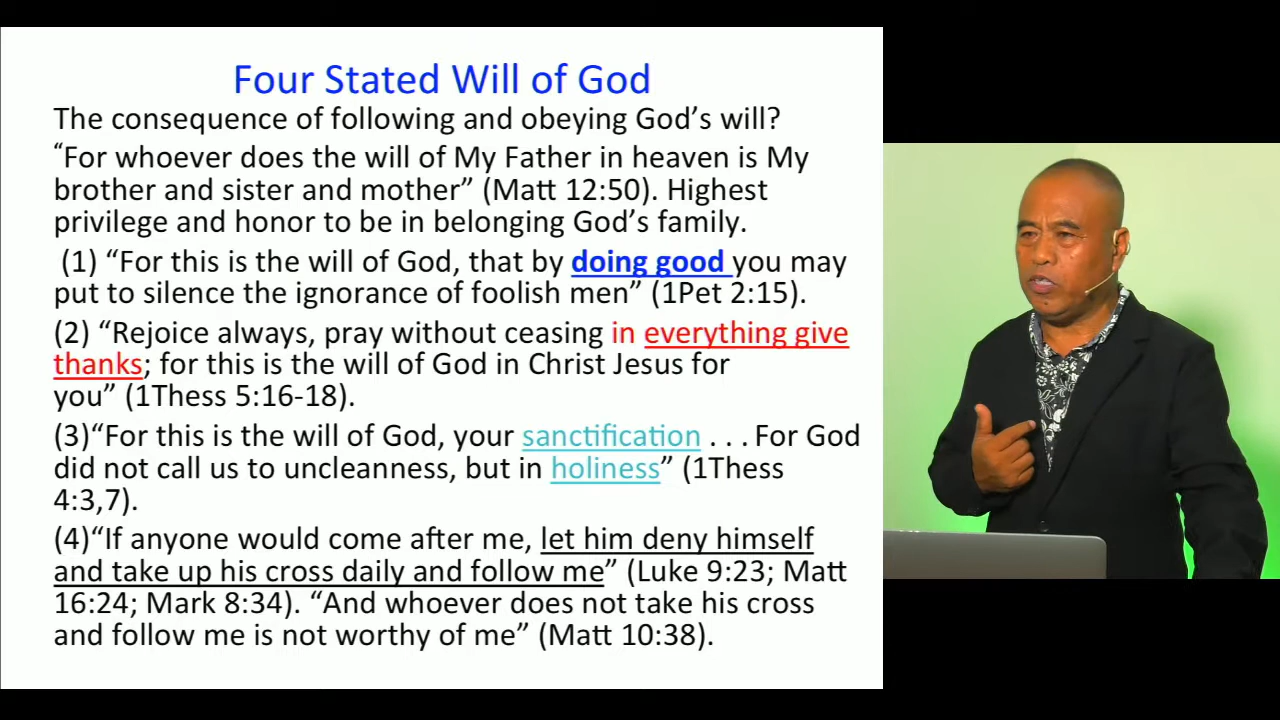 Four Stated Will of God
The consequence of following and obeying God’s will?
“For whoever does the will of My Father in heaven is My
brother and sister and mother” (Matt 12:50). Highest
privilege and honor to be in belonging God’s family.
(1) “For this is the will of God, that by doing good you may
put to silence the ignorance of foolish men” (1Pet 2:15).
(2) “Rejoice always, pray without ceasing in everything give
thanks; for this is the will of God in Christ Jesus for
you” (1Thess 5:16-18).
(3)“For this is the will of God, your sanctification . . . For God
did not call us to uncleanness, but in holiness” (1Thess
4:3,7).
(4)“If anyone would come after me, let him deny himself
and take up his cross daily and follow me” (Luke 9:23; Matt
16:24; Mark 8:34). “And whoever does not take his cross
and follow me is not worthy of me” (Matt 10:38).